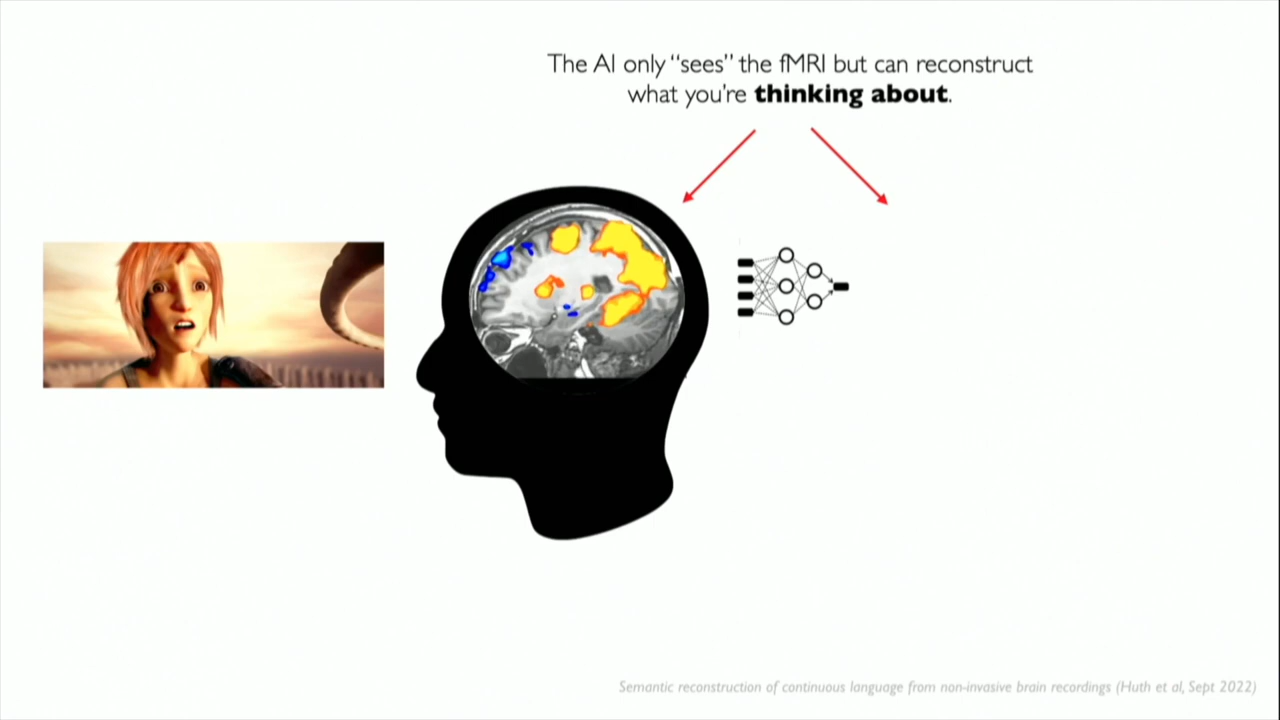 The AI only “sees” the fMRI but can reconstruct
what you're thinking about.
Semantic reconstruction of continuous language from non-invasive brain recordings (Huth et al, Sept 2022)